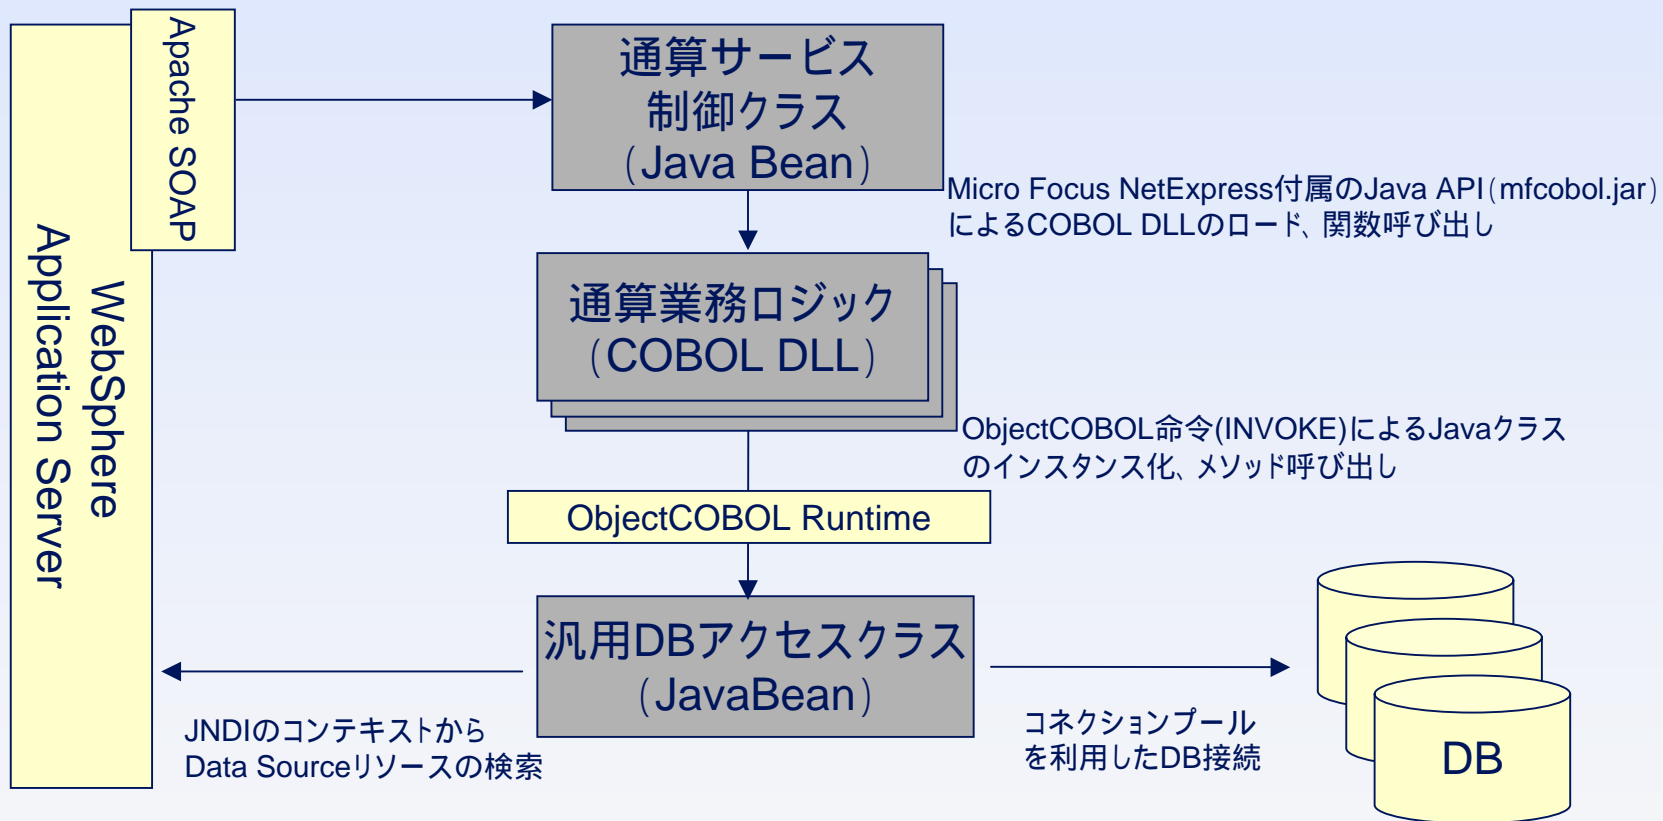 Apache SOAP
WebSphere
Application Server
通算サービス
制御クラス
（Java Bean）
Micro Focus NetExpress付属のJava API（mfcobol.jar）
によるCOBOL DLLのロード、関数呼び出し
通算業務ロジック
（COBOL DLL）
ObjectCOBOL命令(INVOKE)によるJavaクラス
のインスタンス化、メソッド呼び出し
ObjectCOBOL Runtime
汎用DBアクセスクラス
（JavaBean）
JNDIのコンテキストから
Data Sourceリソースの検索
コネクションプール
を利用したDB接続
DB